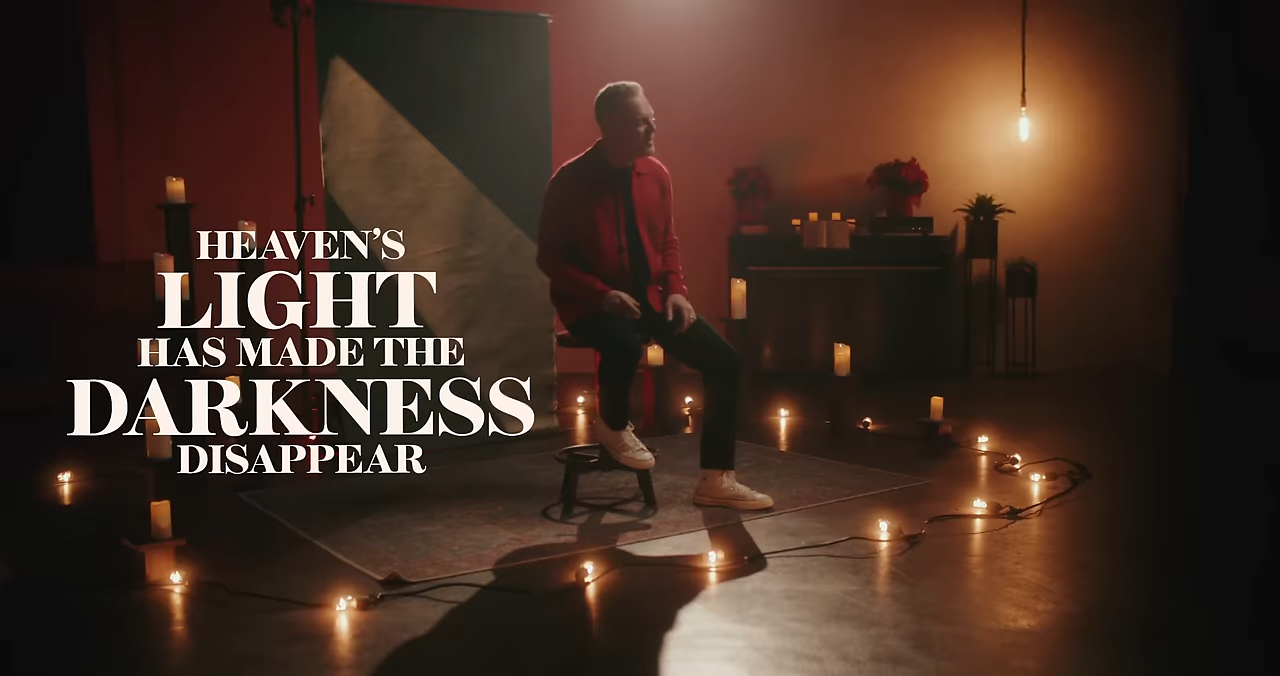 HEAVEN'S
LIGHT
HAS MADE THE
DARKNESS
DISAPPEAR